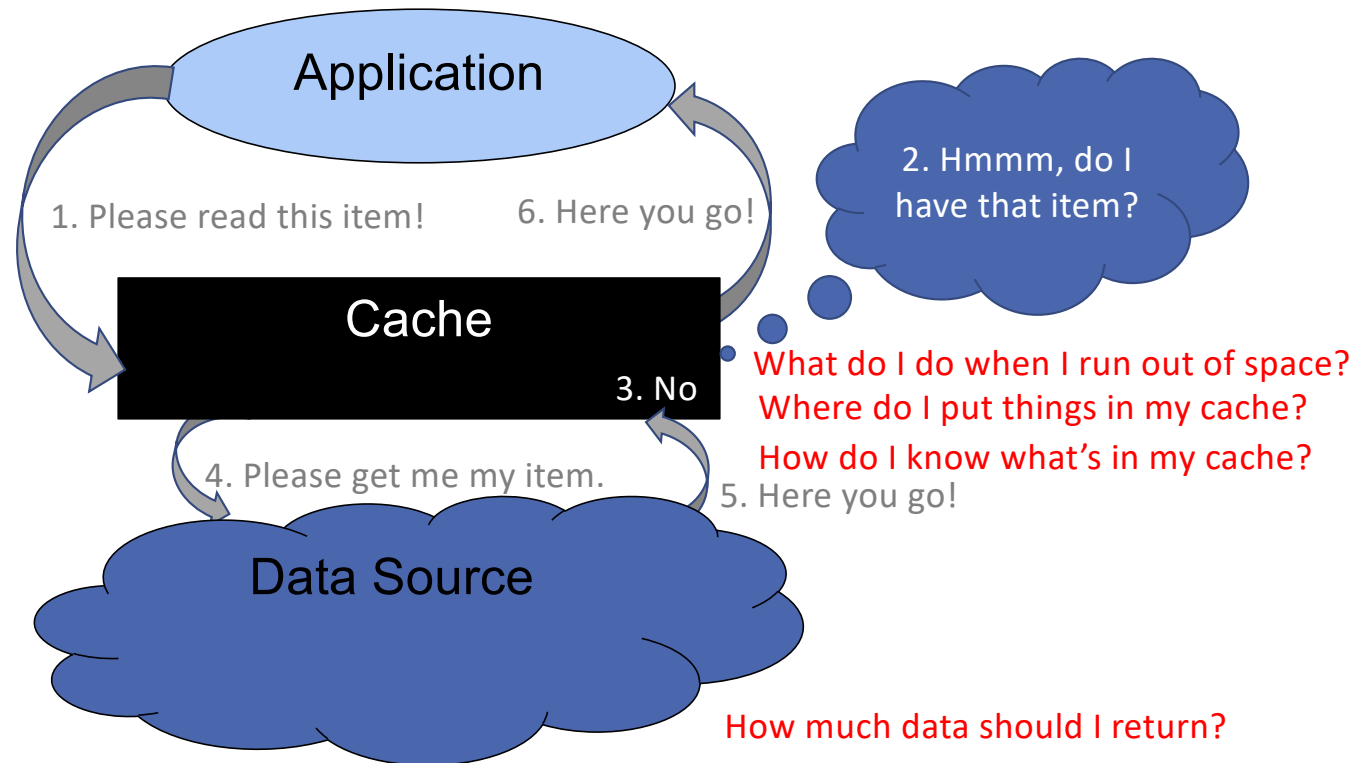 Application
2. Hmmm, do I
have that item?
1. Please read this item!
6. Here you go!
Cache
3. No
What do I do when I run out of space?
Where do I put things in my cache?
How do I know what’s in my cache?
4. Please get me my item.
5. Here you go!
Data Source
How much data should I return?